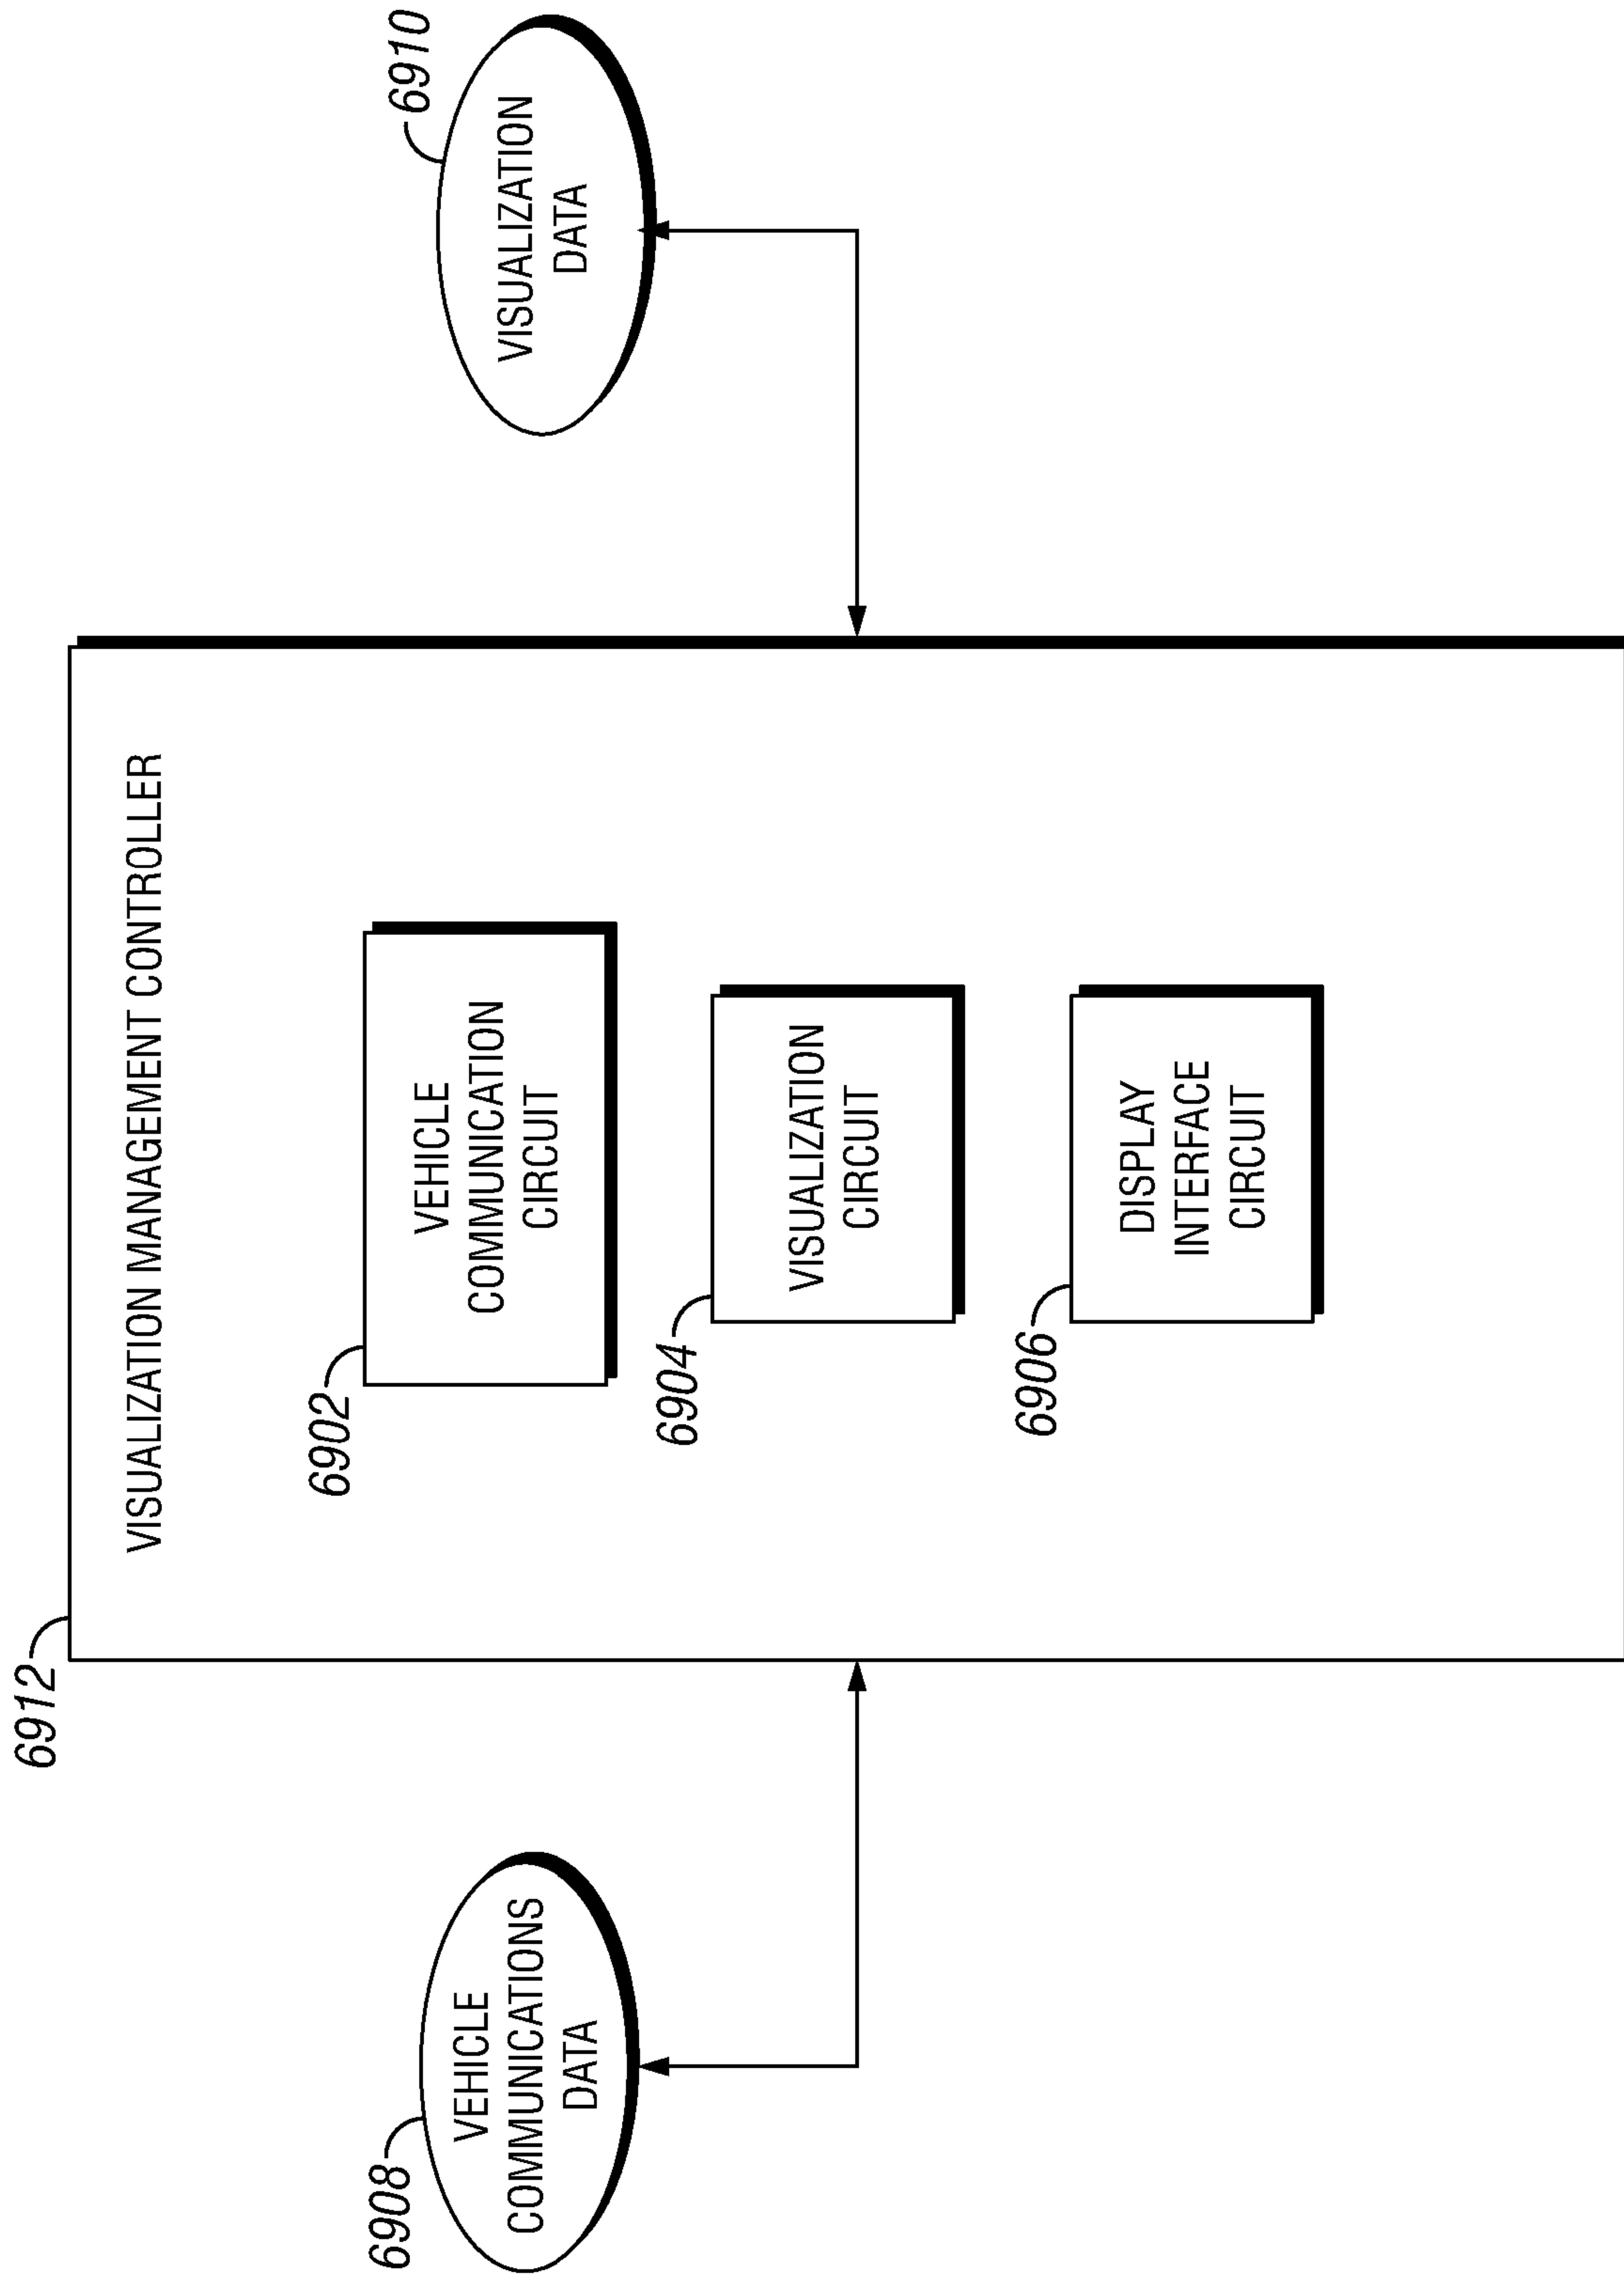 6912
VISUALIZATION MANAGEMENT CONTROLLER
6908
VEHICLE
COMMUNICATIONS
DATA
6902
VEHICLE
COMMUNICATION
CIRCUIT
6904
VISUALIZATION
CIRCUIT
6906
DISPLAY
INTERFACE
CIRCUIT
6910
VISUALIZATION
DATA